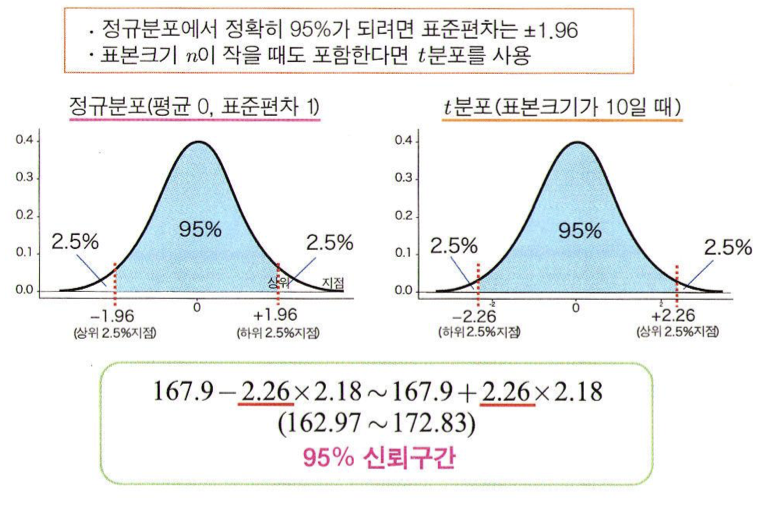 · 정규분포에서 정확히 95%가 되려면 표준편차는 ±1.96
· 표본크기 n이 작을 때도 포함한다면 t분포를 사용
정규분포(평균 0, 표준편차 1)
0.4
0.3
0.2
0.1
0.0
2.5%
95%
2.5%
상위
지점
−1.96
0
+1.96
(상위 2.5%지점)
(하위 2.5%지점)
t분포(표본크기가 10일 때)
0.4
0.3
0.2
0.1
0.0
2.5%
95%
2.5%
−2.26
0
+2.26
(하위 2.5%지점)
(상위 2.5%지점)
167.9−2.26×2.18~167.9+2.26×2.18
(162.97~172.83)
95% 신뢰구간